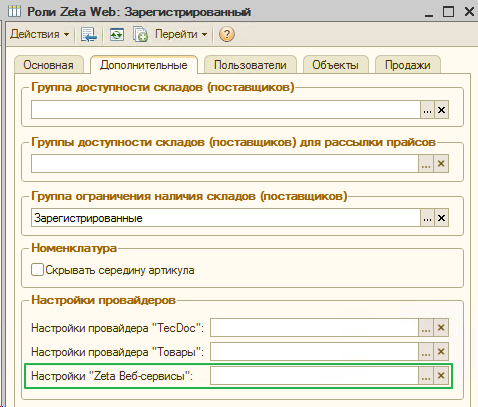 Роли Zeta Web: Зарегистрированный
Действия Перейти ?
Основная Дополнительные Пользователи Объекты Продажи
Группа доступности складов (поставщиков)
Группы доступности складов (поставщиков) для рассылки прайсов
Группа ограничения наличия складов (поставщиков)
Зарегистрированные
Номенклатура
Скрывать середину артикула
Настройки провайдеров
Настройки провайдера "TecDoc":
Настройки провайдера "Товары":
Настройки "Zeta Веб-сервисы":